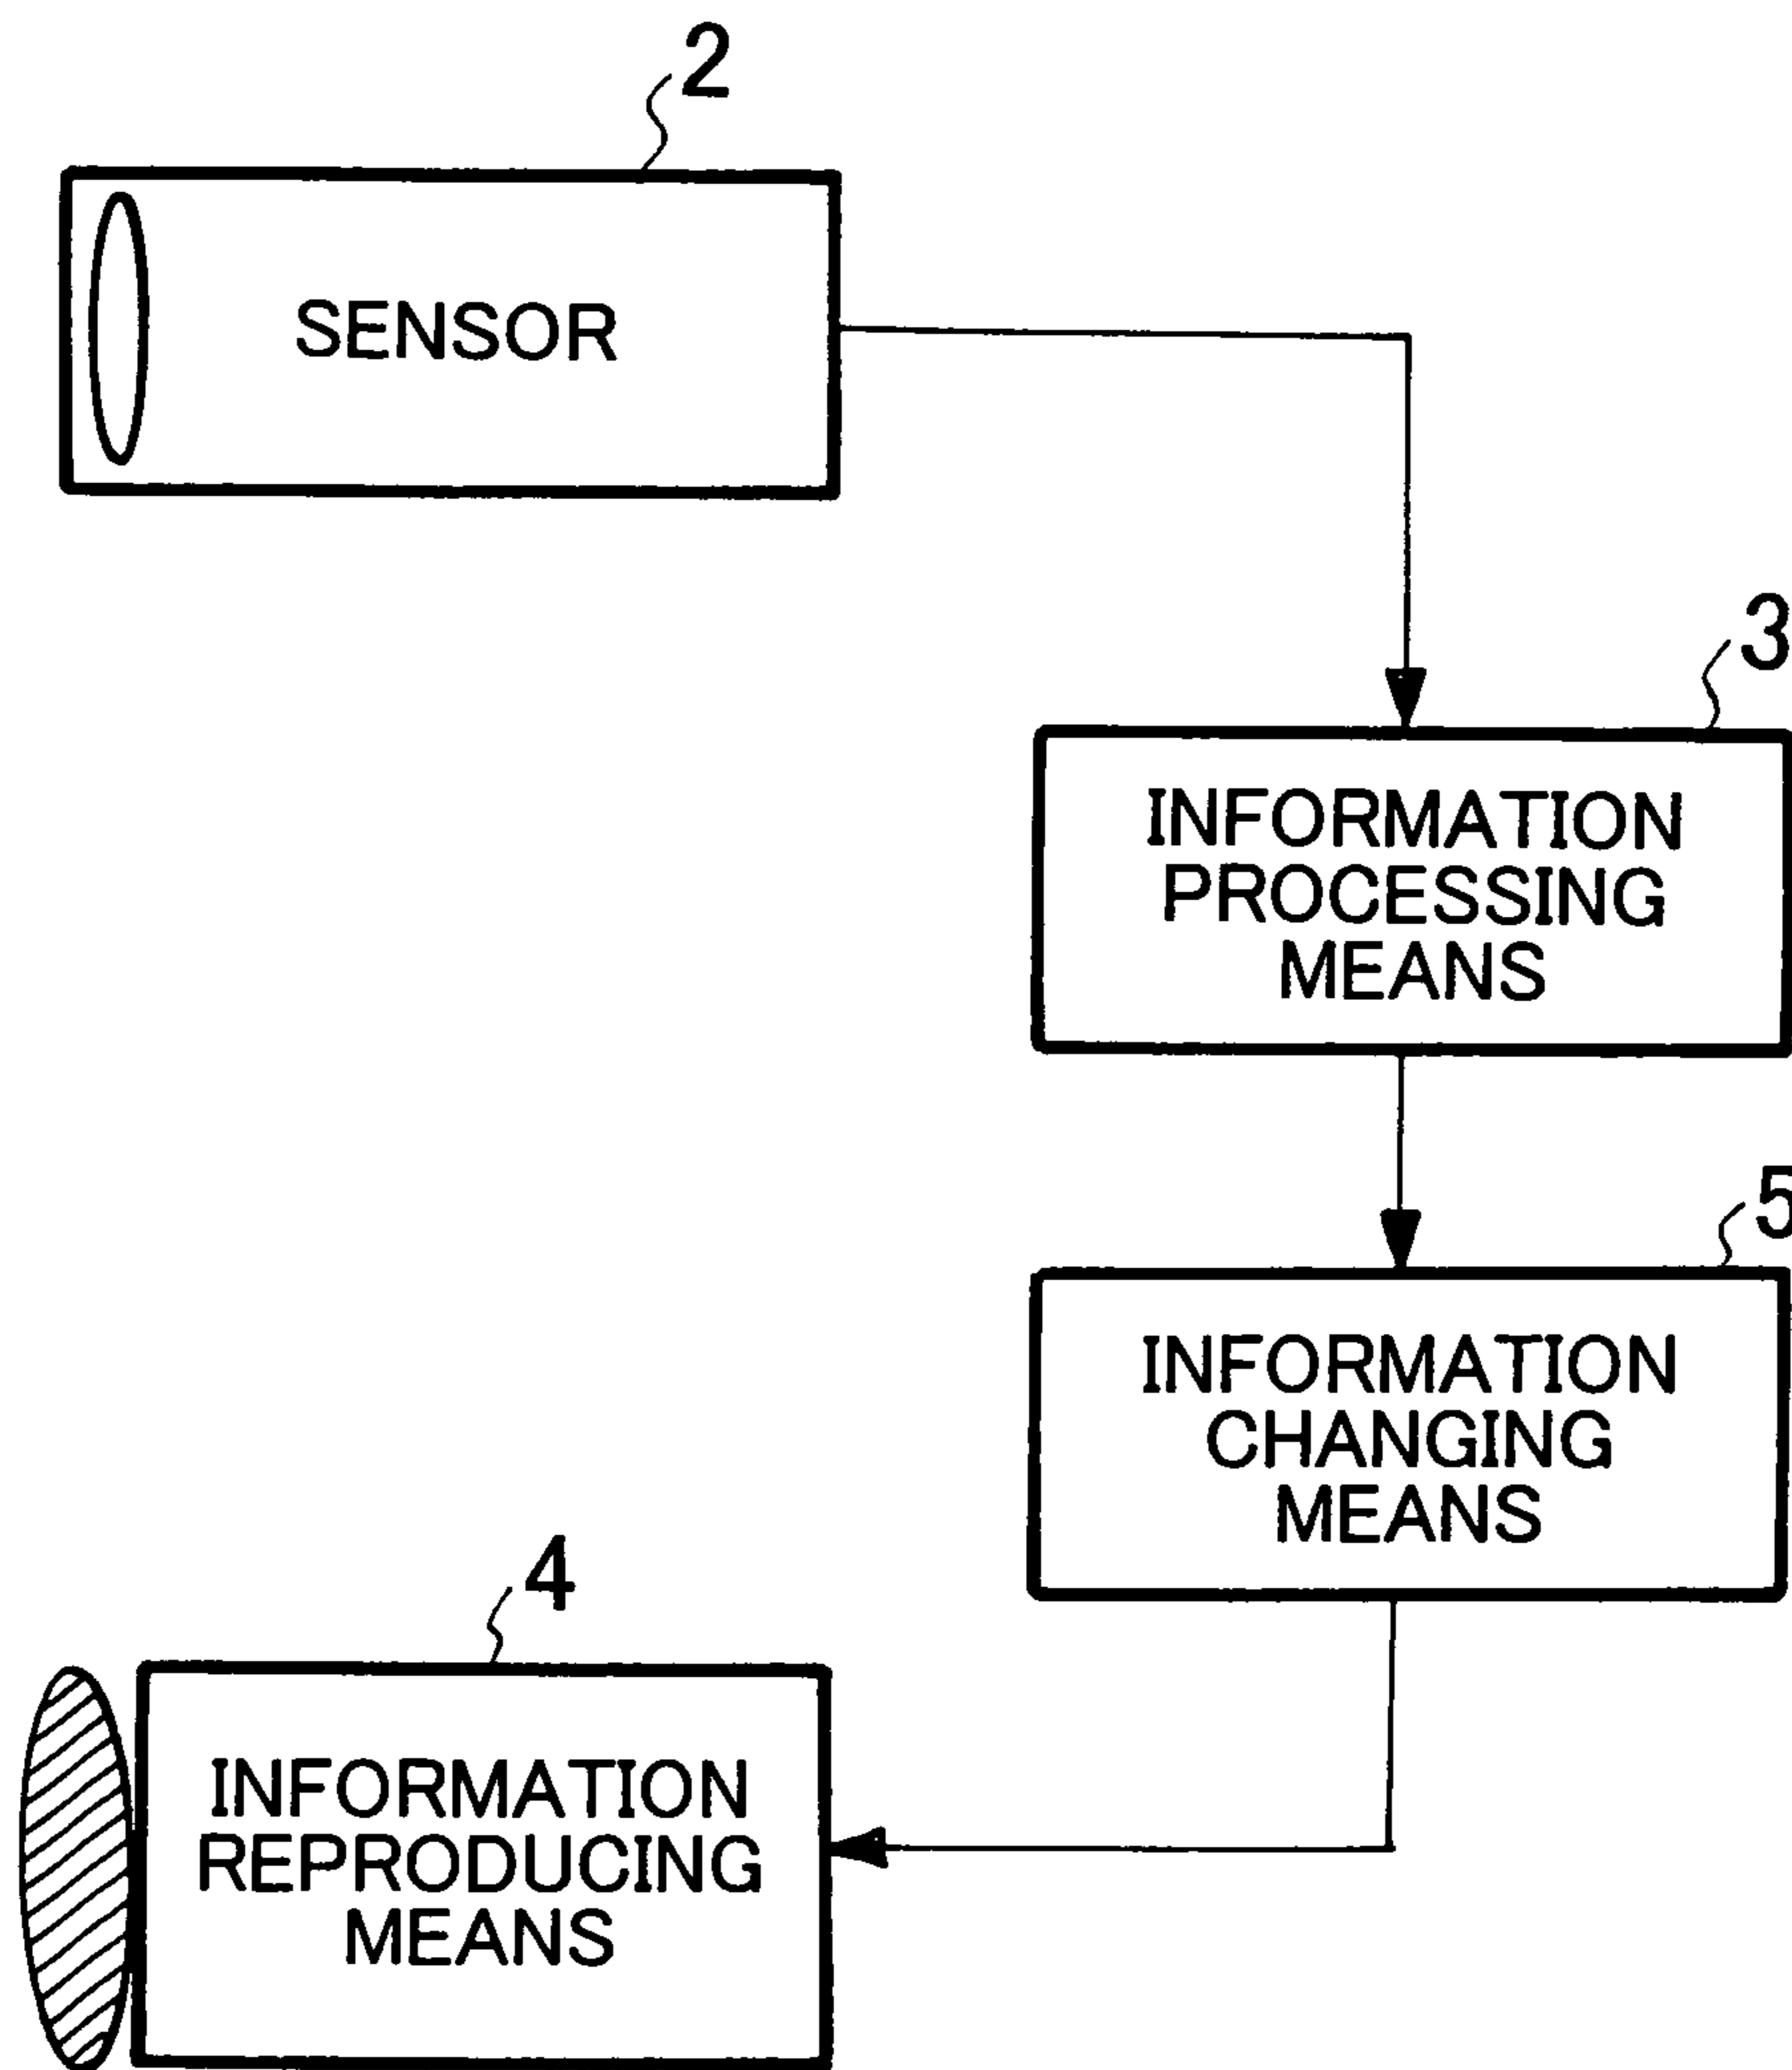 2
SENSOR
3
INFORMATION
PROCESSING
MEANS
5
INFORMATION
CHANGING
MEANS
4
INFORMATION
REPRODUCING
MEANS